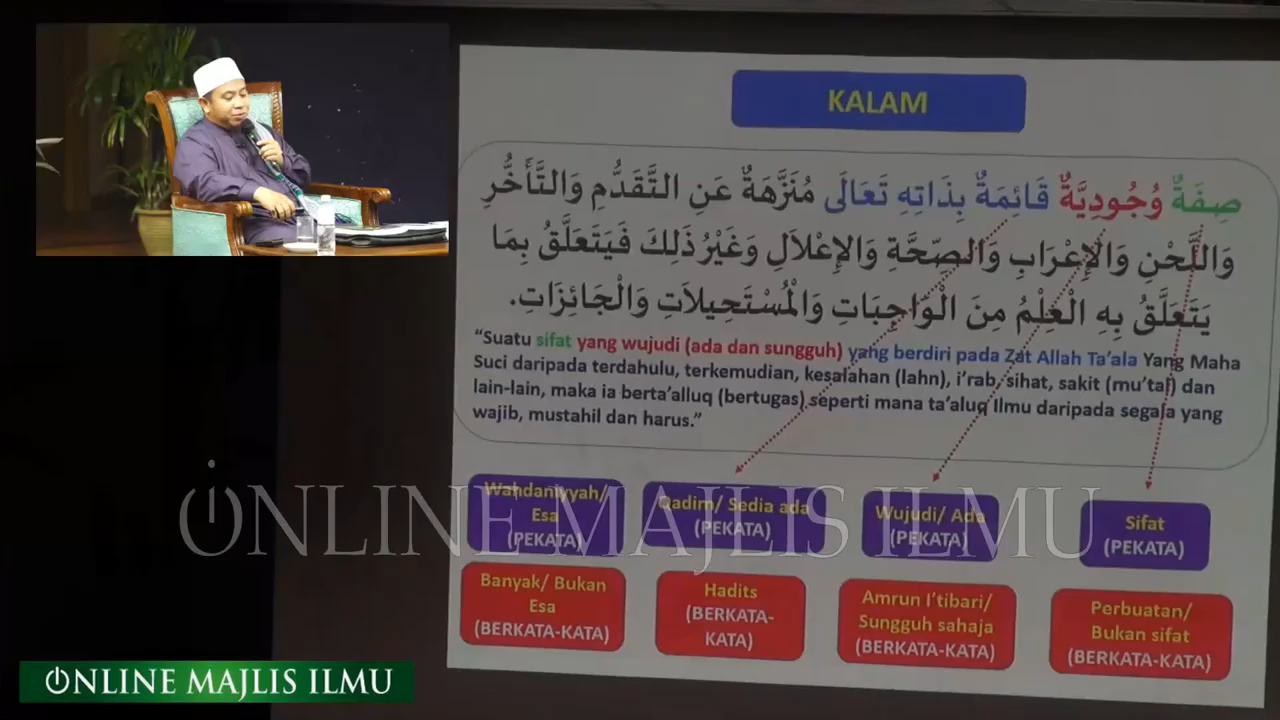 KALAM
صِفَةٌ وُجُودِيَّةٌ قَائِمَةٌ بِذَاتِهِ تَعَالَى مُنَزَّهَةٌ عَنِ التَّقَدُّمِ وَالتَّأَخُّرِ
وَاللَّحْنِ وَالإِعْرَابِ وَالصِّحَّةِ وَالإِعْلاَلِ وَغَيْرُ ذَلِكَ فَيَتَعَلَّقُ بِمَا
يَتَعَلَّقُ بِهِ الْعِلْمُ مِنَ الْوَاجِبَاتِ وَالْمُسْتَحِيلاَتِ وَالْجَائِزَاتِ.
“Suatu sifat yang wujudi (ada dan sungguh) yang berdiri pada Zat Allah Ta’ala Yang Maha
Suci daripada terdahulu, terkemudian, kesalahan (lahn), i’rab, sihat, sakit (mu’tal) dan
lain-lain, maka ia berta’alluq (bertugas) seperti mana ta’aluq Ilmu daripada segala yang
wajib, mustahil dan harus.”
Wahdaniyyah/
Esa
(PEKATA)
Qadim/ Sedia ada
(PEKATA)
Wujudi/ Ada
(PEKATA)
Sifat
(PEKATA)
ONLINE MAJLIS ILMU
Banyak/ Bukan
Esa
(BERKATA-KATA)
Hadits
(BERKATA-
KATA)
Amrun I’tibari/
Sungguh sahaja
(BERKATA-KATA)
Perbuatan/
Bukan sifat
(BERKATA-KATA)
ONLINE MAJLIS ILMU